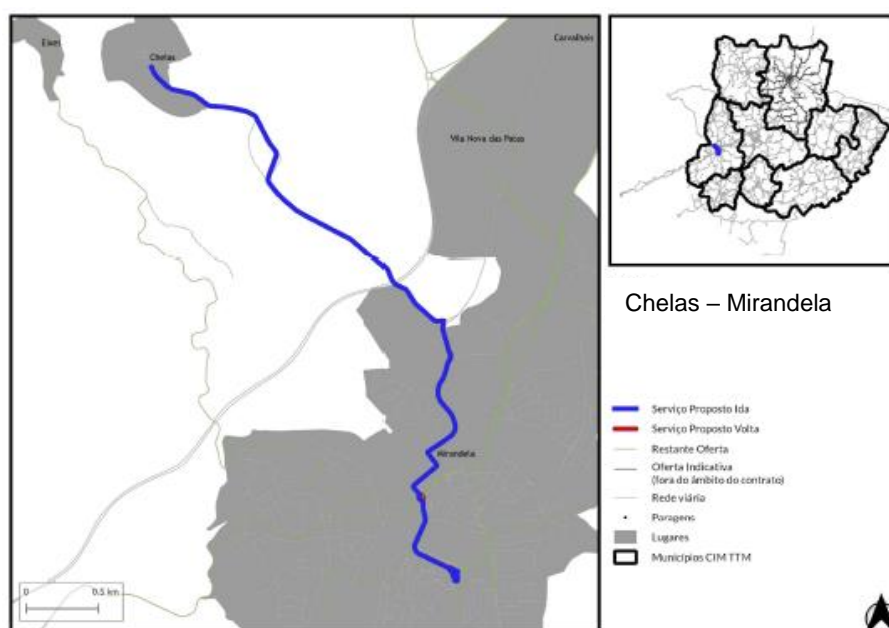 Eixes
Chelas
Carvalhais
Vila Nova das Patas
Mirandela
0
0.5 km
Chelas – Mirandela
Serviço Proposto Ida
Serviço Proposto Volta
Restante Oferta
Oferta Indicativa
(fora do âmbito do contrato)
Rede viária
Paragens
Lugares
Municípios CIM TTM